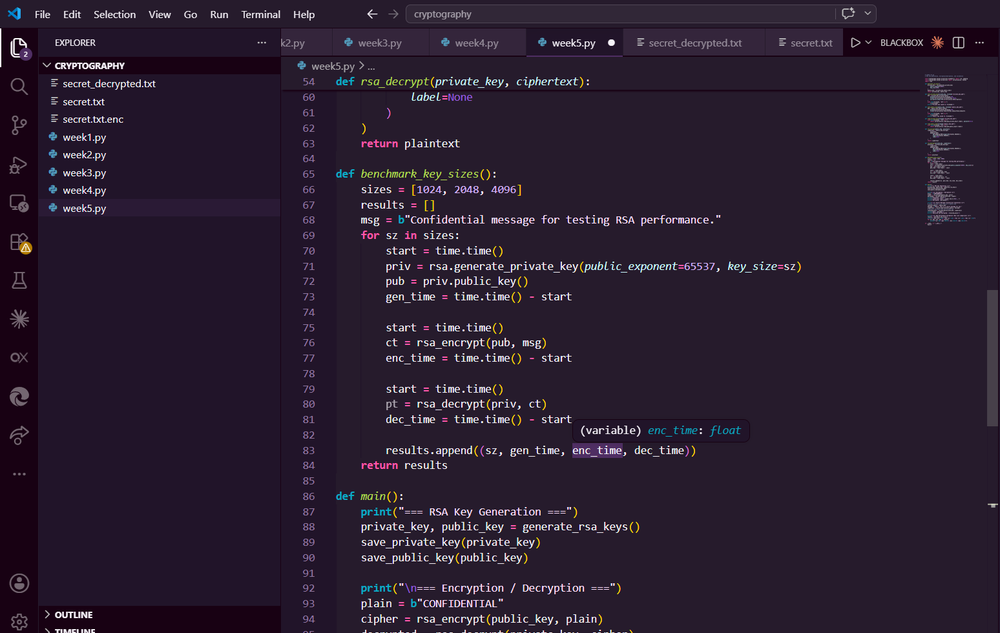 File Edit Selection View Go Run Terminal Help
cryptography
EXPLORER
k2.py
week3.py
week4.py
week5.py
secret_decrypted.txt
secret.txt
BLACKBOX
2
CRYPTOGRAPHY
secret_decrypted.txt
secret.txt
secret.txt.enc
week1.py
week2.py
week3.py
week4.py
week5.py
OUTLINE
TIMELINE
week5.py > ...
54 def rsa_decrypt(private_key, ciphertext):
60 label=None
61 )
62 )
63 return plaintext
64
65 def benchmark_key_sizes():
66 sizes = [1024, 2048, 4096]
67 results = []
68 msg = b"Confidential message for testing RSA performance."
69 for sz in sizes:
70 start = time.time()
71 priv = rsa.generate_private_key(public_exponent=65537, key_size=sz)
72 pub = priv.public_key()
73 gen_time = time.time() - start
74
75 start = time.time()
76 ct = rsa_encrypt(pub, msg)
77 enc_time = time.time() - start
78
79 start = time.time()
80 pt = rsa_decrypt(priv, ct)
81 dec_time = time.time() - start
(variable) enc_time: float
82
83 results.append((sz, gen_time, enc_time, dec_time))
84 return results
85
86 def main():
87 print("=== RSA Key Generation ===")
88 private_key, public_key = generate_rsa_keys()
89 save_private_key(private_key)
90 save_public_key(public_key)
91
92 print("\n=== Encryption / Decryption ===")
93 plain = b"CONFIDENTIAL"
94 cipher = rsa_encrypt(public_key, plain)